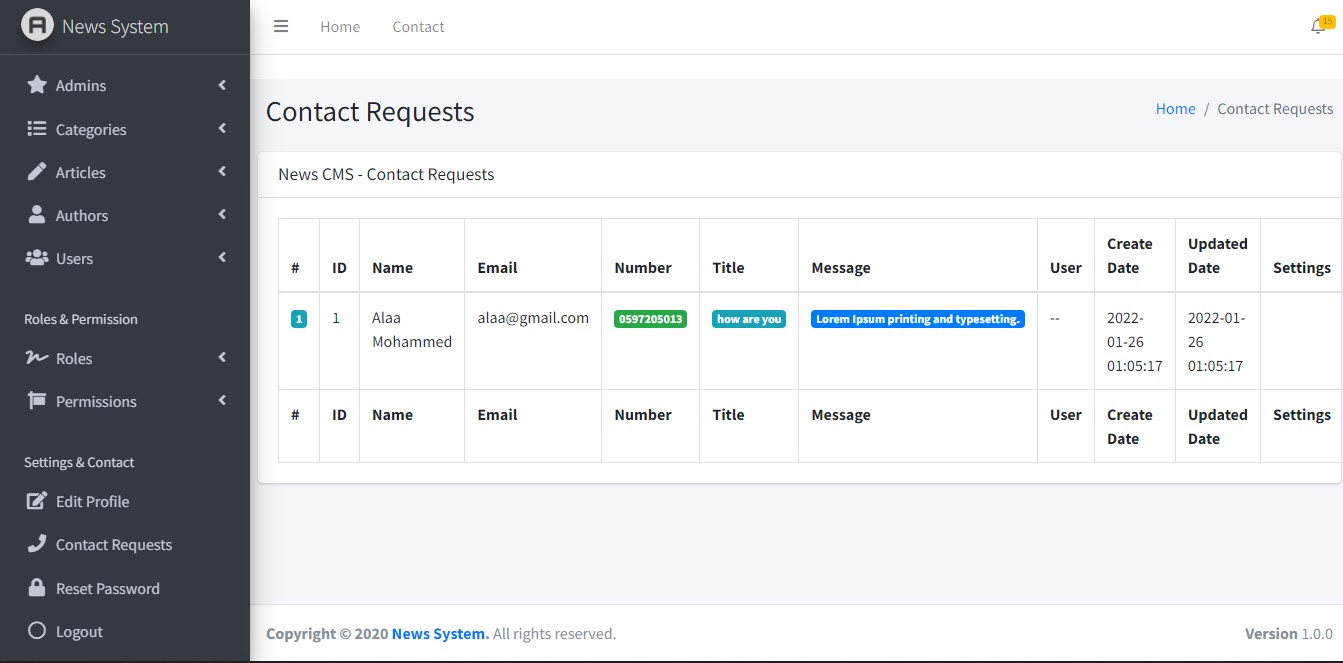 News System
Home Contact
15
Admins
Categories
Articles
Authors
Users
Roles & Permission
Roles
Permissions
Settings & Contact
Edit Profile
Contact Requests
Reset Password
Logout
Contact Requests
Home / Contact Requests
News CMS - Contact Requests
# ID Name Email Number Title Message User Create Date Updated Date Settings
1 1 Alaa Mohammed alaa@gmail.com 0597205013 how are you Lorem Ipsum printing and typesetting. -- 2022-01-26 01:05:17 2022-01-26 01:05:17
# ID Name Email Number Title Message User Create Date Updated Date Settings
Copyright © 2020 News System. All rights reserved.
Version 1.0.0